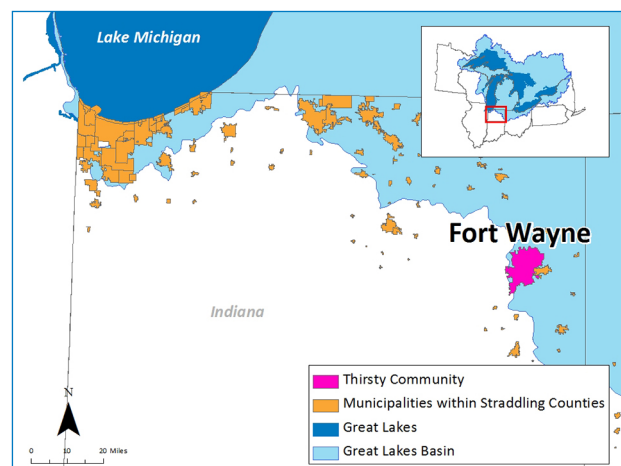 Lake Michigan
Fort Wayne
Indiana
N
0 10 20 Miles
Thirsty Community
Municipalities within Straddling Counties
Great Lakes
Great Lakes Basin